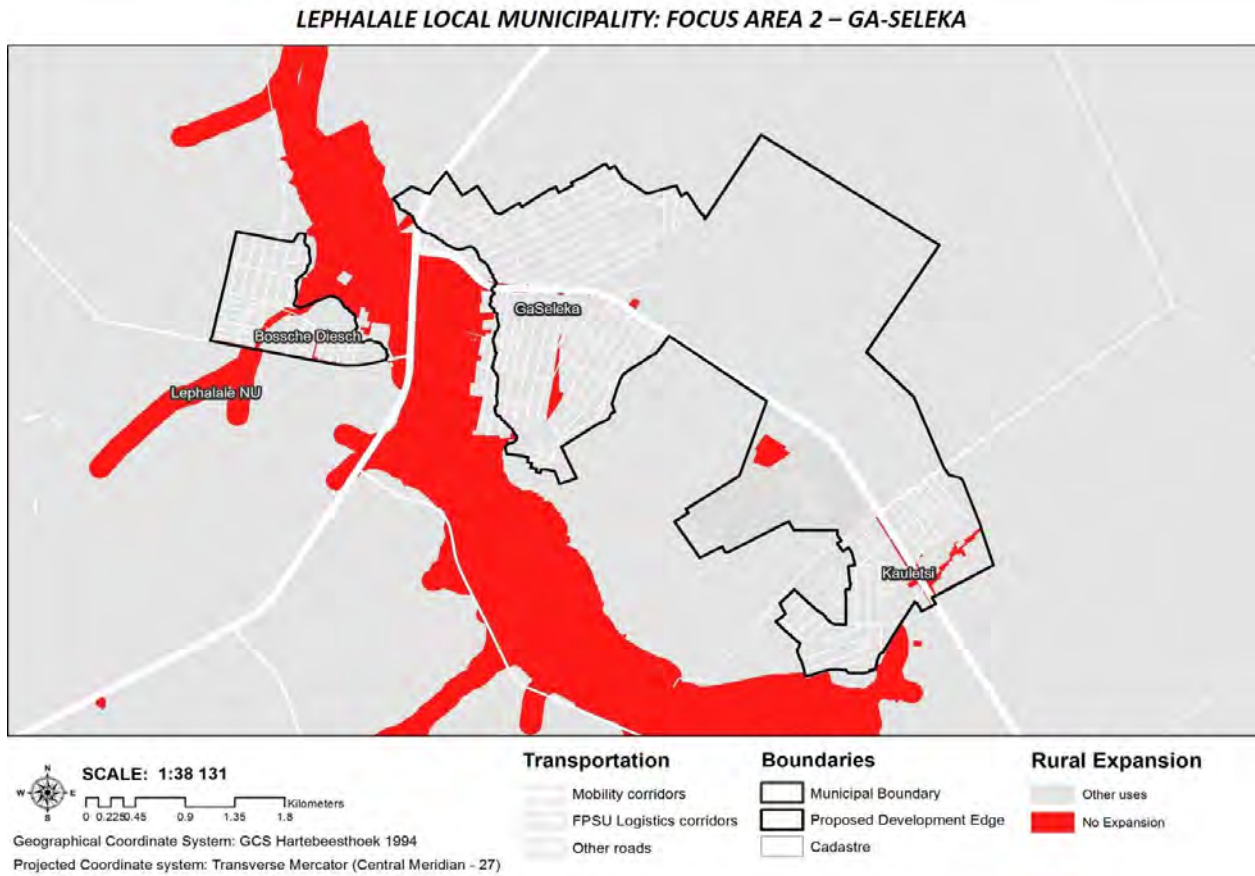 LEPHALALE LOCAL MUNICIPALITY: FOCUS AREA 2 – GA-SELEKA
GaSeleka
Bossche Diesch
Lephalale NU
Kauletsi
N
W E
S
SCALE: 1:38 131
Kilometers
0 0.225 0.45 0.9 1.35 1.8
Geographical Coordinate System: GCS Hartebeesthoek 1994
Projected Coordinate system: Transverse Mercator (Central Meridian - 27)
Transportation
Mobility corridors
FPSU Logistics corridors
Other roads
Boundaries
Municipal Boundary
Proposed Development Edge
Cadastre
Rural Expansion
Other uses
No Expansion